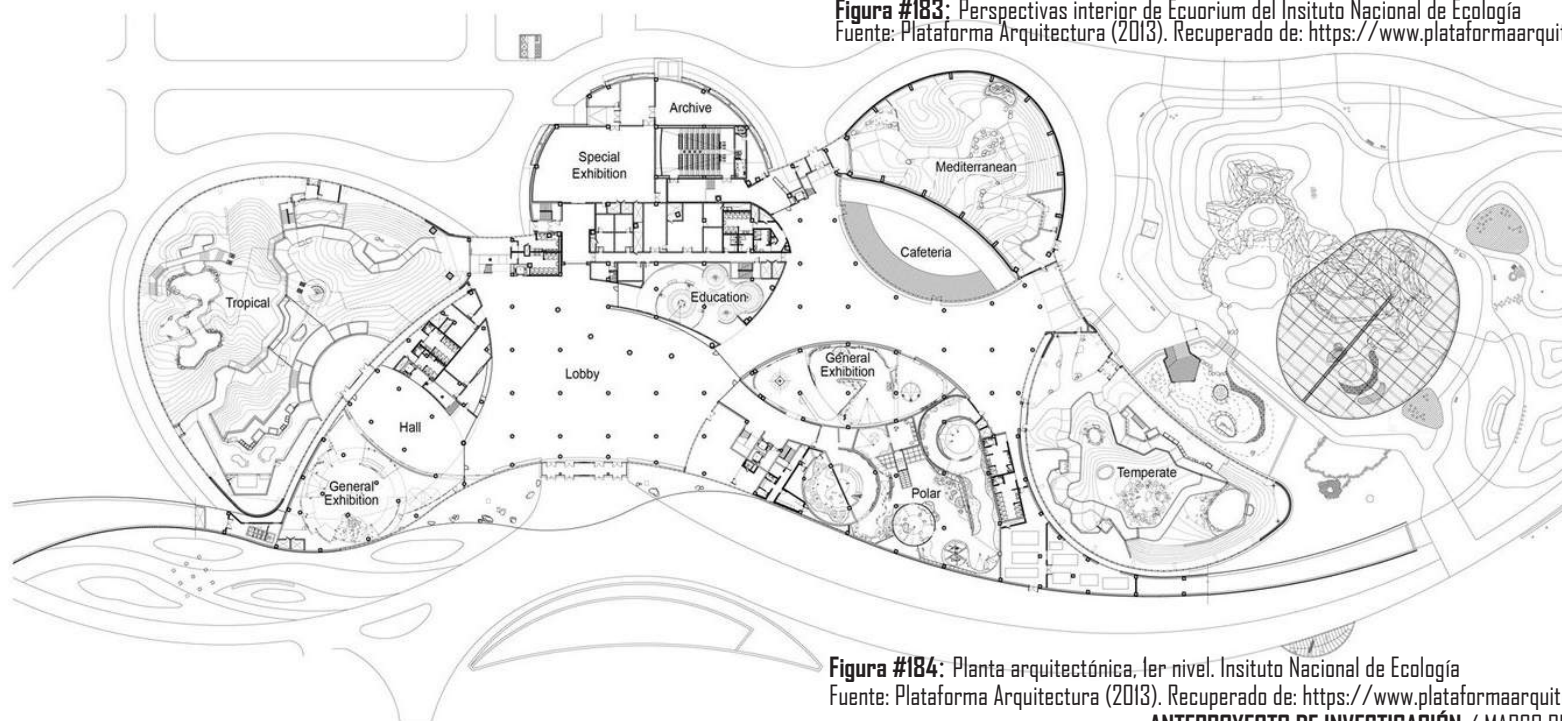 Figura #183: Perspectivas interior de Ecuorium del Insituto Nacional de Ecología
Fuente: Plataforma Arquitectura (2013). Recuperado de: https://www.plataformaarquit
Archive
Special
Exhibition
Mediterranean
Cafeteria
Tropical
Education
Lobby
General
Exhibition
Hall
General
Exhibition
Polar
Temperate
Figura #184: Planta arquitectónica, 1er nivel. Insituto Nacional de Ecología
Fuente: Plataforma Arquitectura (2013). Recuperado de: https://www.plataformaarquit
ANTEPROYECTO DE INVESTIGACIÓN / MARCO